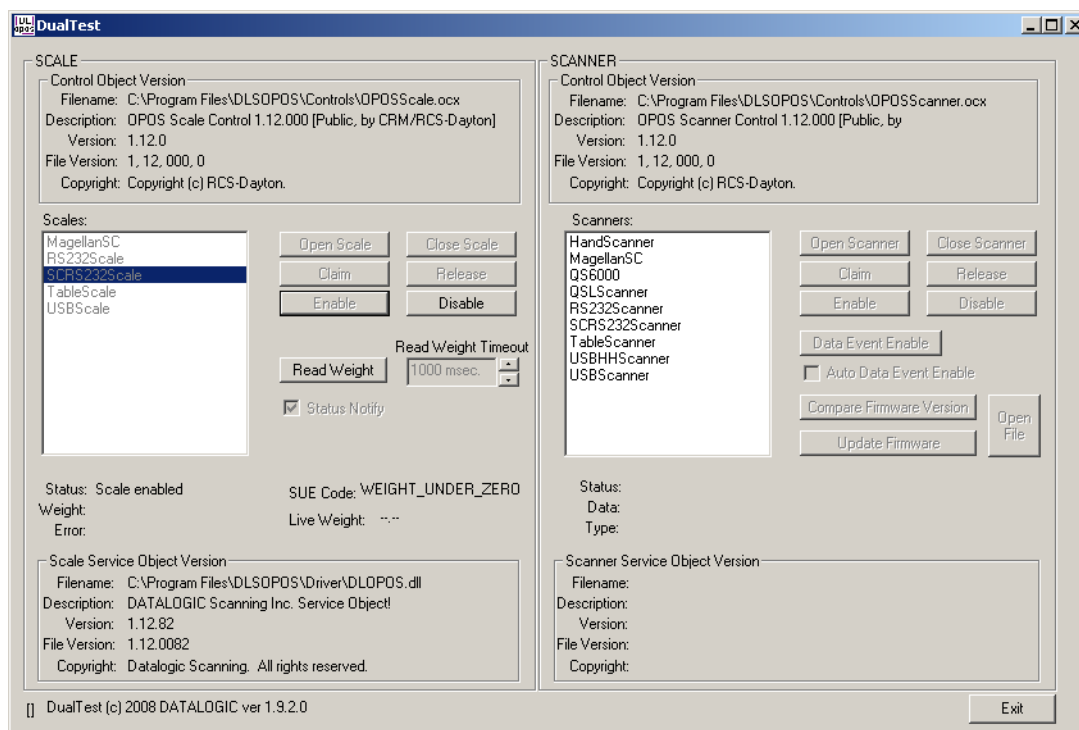 UL
opos
DualTest
SCALE
Control Object Version
Filename: C:\Program Files\DLSOPOS\Controls\OPOSScale.ocx
Description: OPOS Scale Control 1.12.000 [Public, by CRM/RCS-Dayton]
Version: 1.12.0
File Version: 1, 12, 000, 0
Copyright: Copyright (c) RCS-Dayton.
Scales:
MagellanSC
RS232Scale
SCRS232Scale
TableScale
USBScale
Open Scale
Close Scale
Claim
Release
Enable
Disable
Read Weight Timeout
Read Weight
1000 msec.
Status Notify
Status: Scale enabled
Weight:
Error:
SUE Code: WEIGHT_UNDER_ZERO
Live Weight: --.--
Scale Service Object Version
Filename: C:\Program Files\DLSOPOS\Driver\DLOPOS.dll
Description: DATALOGIC Scanning Inc. Service Object!
Version: 1.12.82
File Version: 1.12.0082
Copyright: Datalogic Scanning. All rights reserved.
SCANNER
Control Object Version
Filename: C:\Program Files\DLSOPOS\Controls\OPOSScanner.ocx
Description: OPOS Scanner Control 1.12.000 [Public, by
Version: 1.12.0
File Version: 1, 12, 000, 0
Copyright: Copyright (c) RCS-Dayton.
Scanners:
HandScanner
MagellanSC
QS6000
QSLScanner
RS232Scanner
SCRS232Scanner
TableScanner
USBHHScanner
USBScanner
Open Scanner
Close Scanner
Claim
Release
Enable
Disable
Data Event Enable
Auto Data Event Enable
Compare Firmware Version
Update Firmware
Open
File
Status:
Data:
Type:
Scanner Service Object Version
Filename:
Description:
Version:
File Version:
Copyright:
[] DualTest (c) 2008 DATALOGIC ver 1.9.2.0
Exit